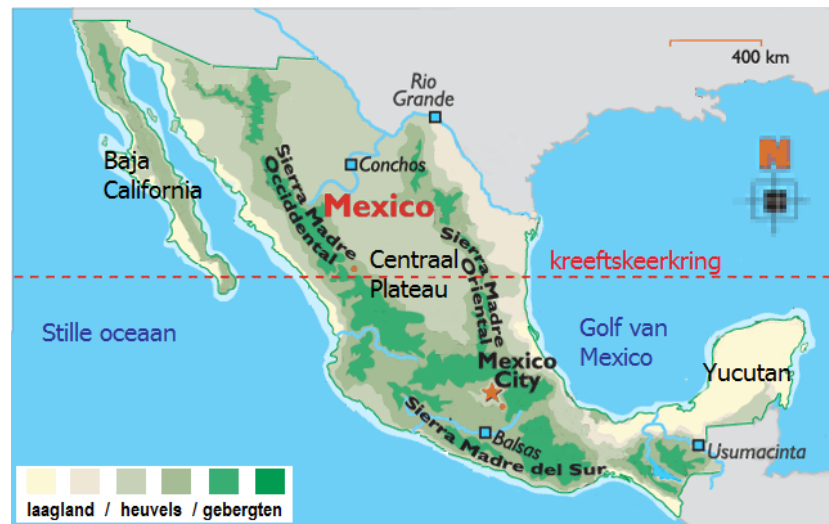 400 km
Rio
Grande
N
Baja
California
Conchos
Sierra Madre
Occiddental
Mexico
Sierra Madre
Oriental
Centraal
Plateau
kreeftskeerkring
Stille oceaan
Golf van
Mexico
Mexico
City
Yucutan
Balsas
Usumacinta
Sierra Madre del Sur
laagland / heuvels / gebergten